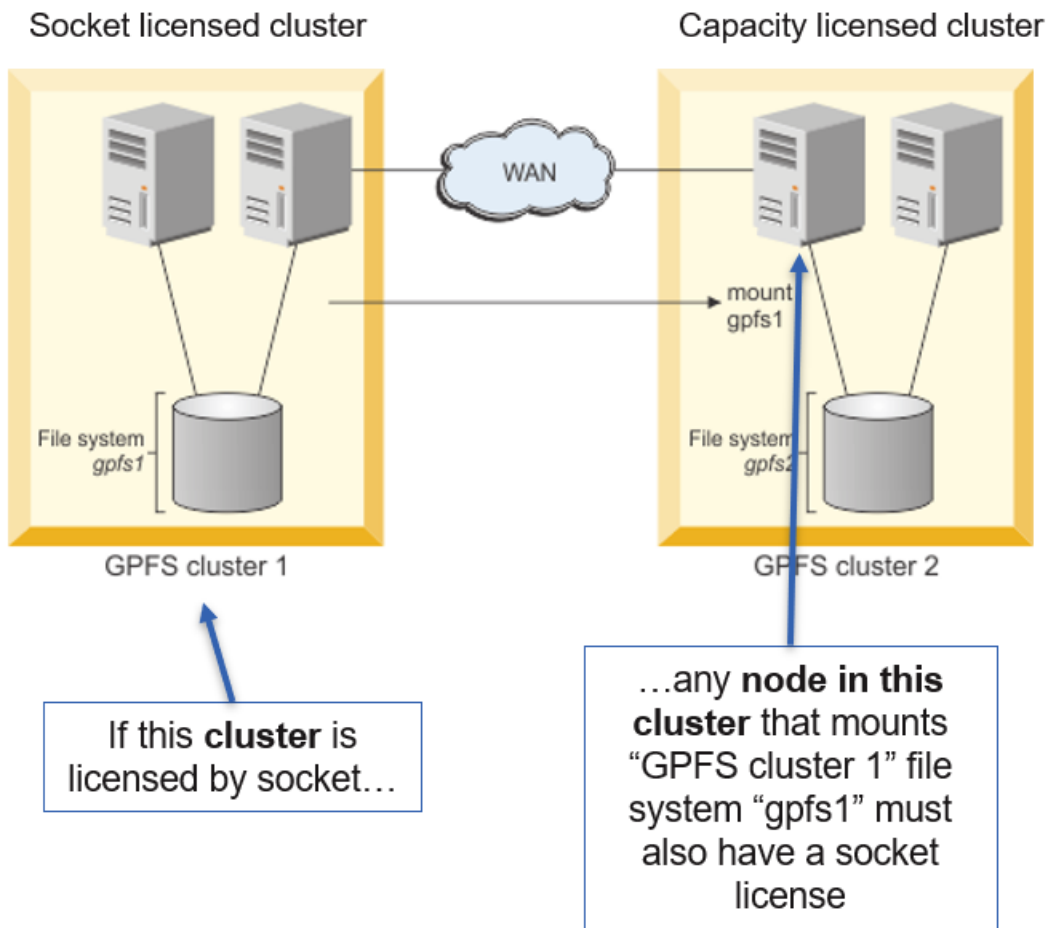 Socket licensed cluster
Capacity licensed cluster
WAN
mount
gpfs1
File system
gpfs1
File system
gpfs2
GPFS cluster 1
GPFS cluster 2
If this cluster is
licensed by socket…
…any node in this
cluster that mounts
“GPFS cluster 1” file
system “gpfs1” must
also have a socket
license